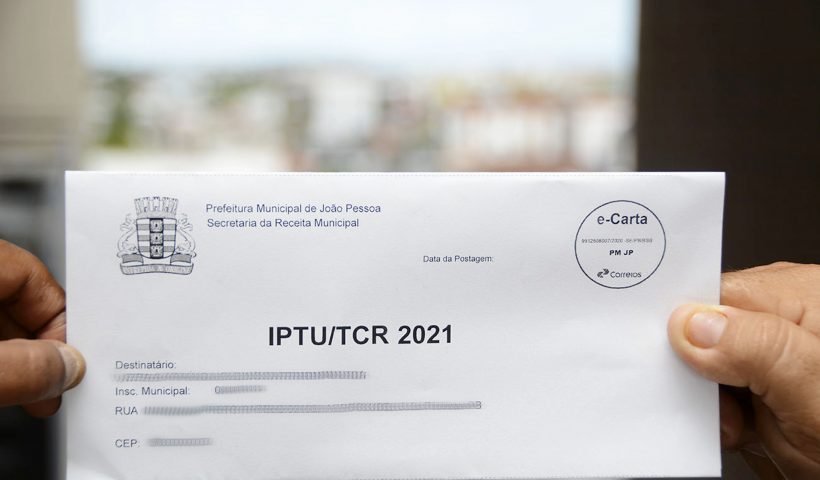 Prefeitura Municipal de João Pessoa
Secretaria da Receita Municipal
e-Carta
PM JP
Correios
Data da Postagem:
IPTU/TCR 2021
Destinatário:
Insc. Municipal: 0
RUA
CEP: